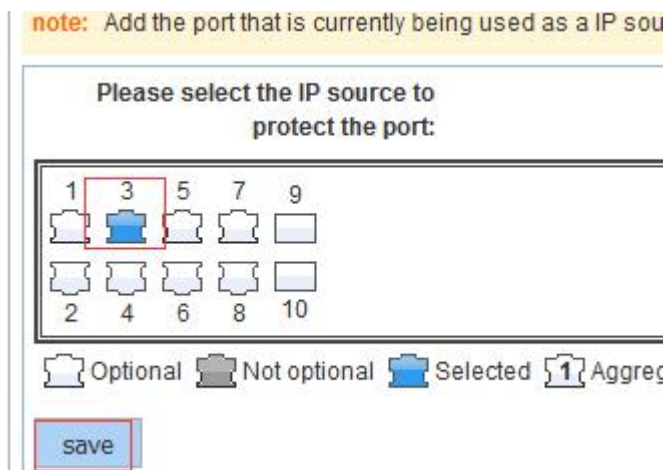 note: Add the port that is currently being used as a IP sou
Please select the IP source to
protect the port:
1 3 5 7 9
2 4 6 8 10
Optional Not optional Selected 1 Aggreg
save